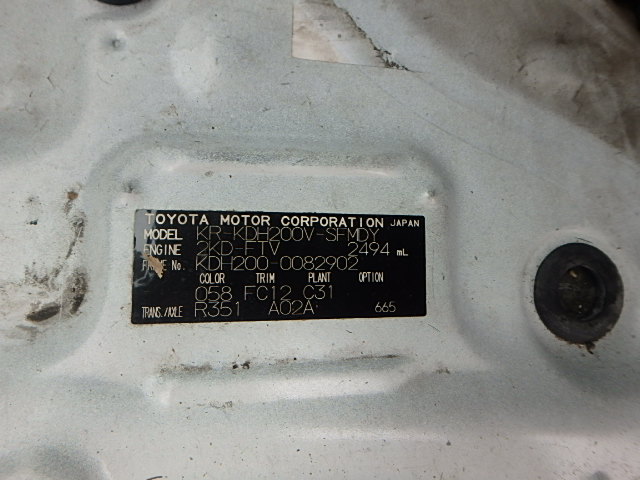 TOYOTA MOTOR CORPORATION JAPAN
MODEL KR-KDH200V-SFMDY
ENGINE 2KD-FTV 2494 mL
FRAME No. KDH200-0082902
COLOR TRIM PLANT OPTION
058 FC12 C31
TRANS./AXLE R351 A02A 665